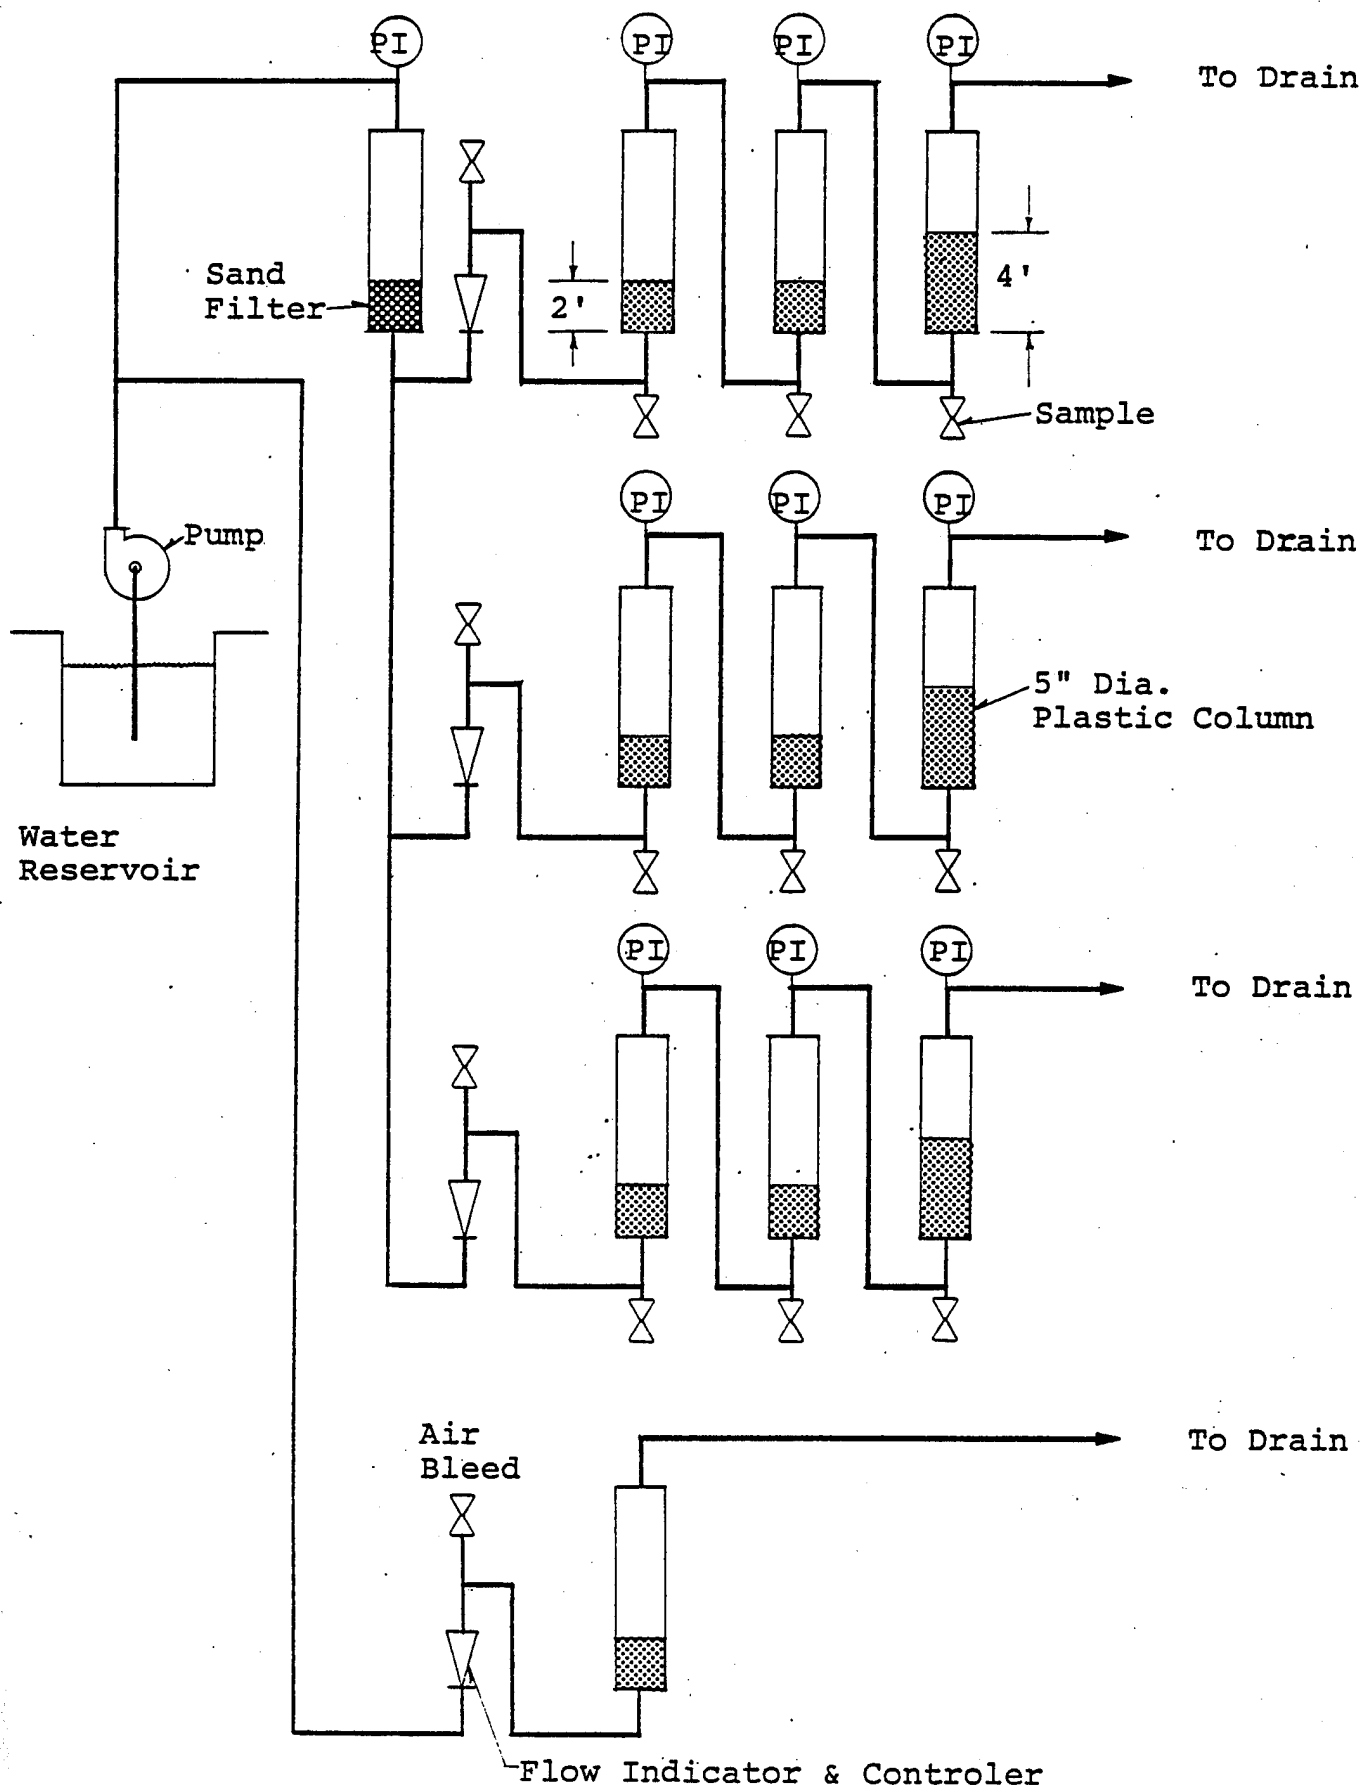 PI PI PI PI
To Drain
Sand
Filter
2'
4'
Sample
PI PI PI
Pump
To Drain
5" Dia.
Plastic Column
Water
Reservoir
PI PI PI
To Drain
Air
Bleed
To Drain
Flow Indicator & Controler